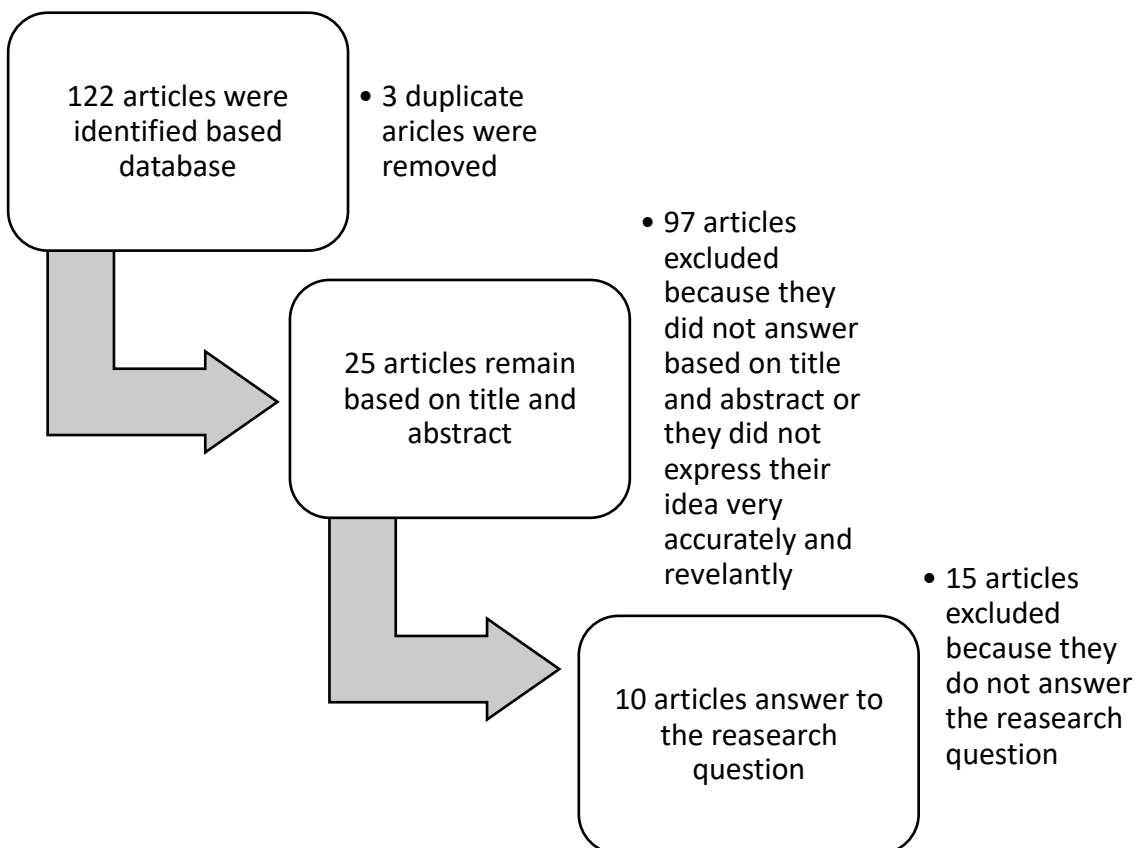 122 articles were
identified based
database
• 3 duplicate
aricles were
removed
25 articles remain
based on title and
abstract
• 97 articles
excluded
because they
did not answer
based on title
and abstract or
they did not
express their
idea very
accurately and
revelantly
10 articles answer to
the reasearch
question
• 15 articles
excluded
because they
do not answer
the reasearch
question